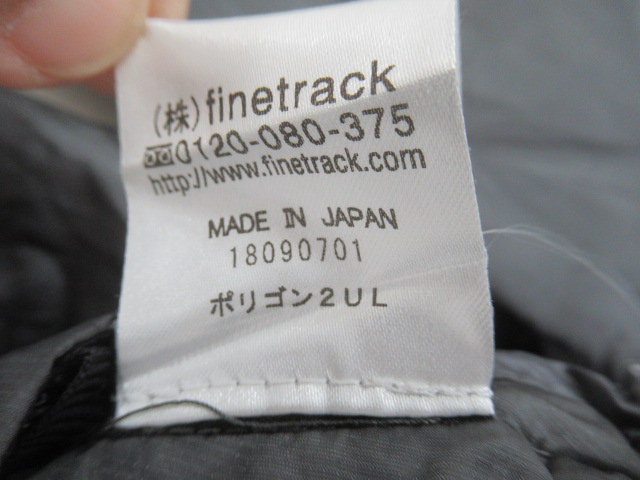 (株)finetrack
0120-080-375
http://www.finetrack.com
MADE IN JAPAN
18090701
ポリゴン2UL